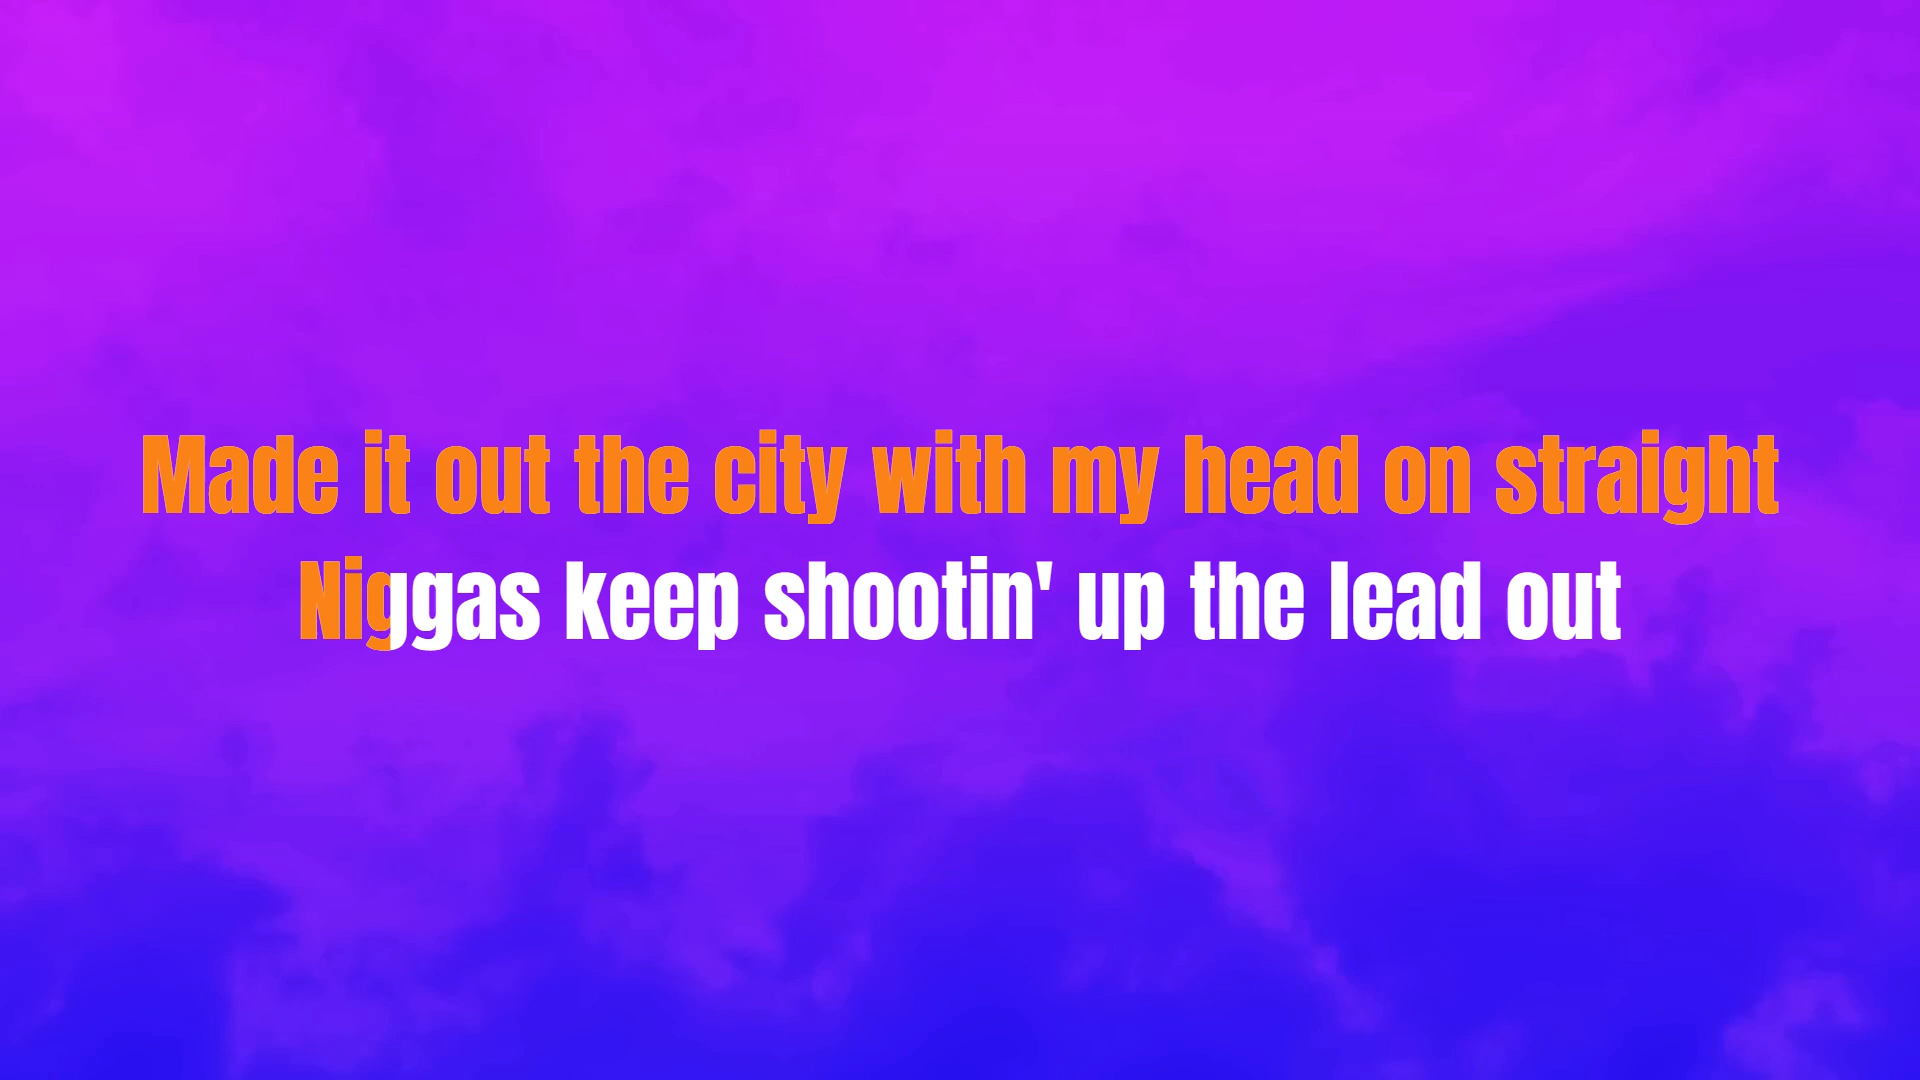 Made it out the city with my head on straight
Niggas keep shootin' up the lead out